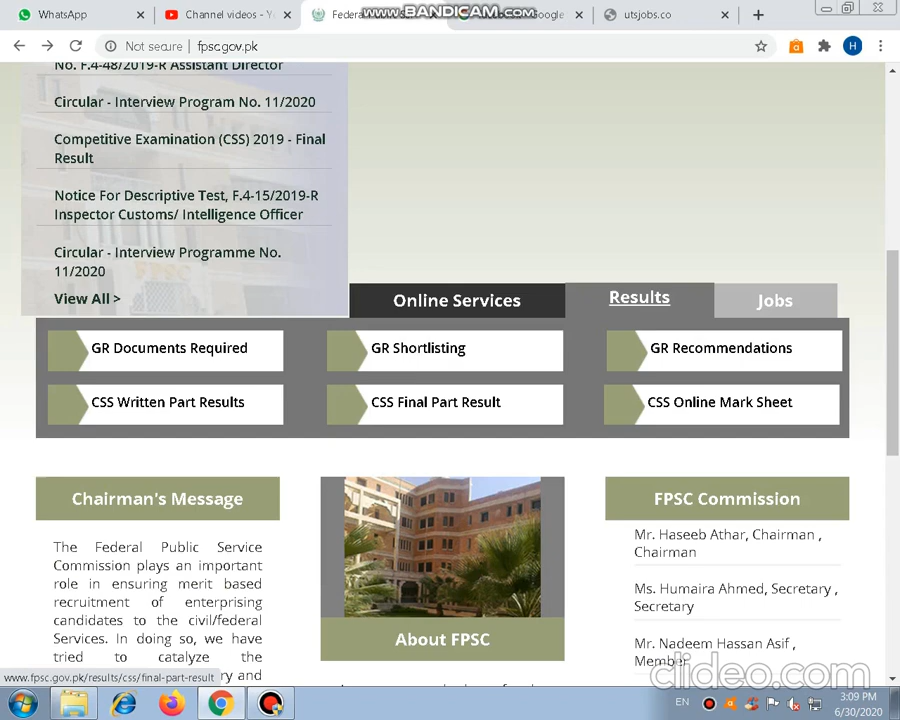 WhatsApp
Channel videos - Y
Federa
www.BANDICAM.com
Google
utsjobs.co
Not secure
fpsc.gov.pk
H
No. F.4-48/2019-R Assistant Director
Circular - Interview Program No. 11/2020
Competitive Examination (CSS) 2019 - Final
Result
Notice For Descriptive Test, F.4-15/2019-R
Inspector Customs/ Intelligence Officer
Circular - Interview Programme No.
11/2020
View All >
Online Services
Results
Jobs
GR Documents Required
GR Shortlisting
GR Recommendations
CSS Written Part Results
CSS Final Part Result
CSS Online Mark Sheet
Chairman's Message
The Federal Public Service
Commission plays an important
role in ensuring merit based
recruitment of enterprising
candidates to the civil/federal
Services. In doing so, we have
tried to catalyze the
ry and
About FPSC
FPSC Commission
Mr. Haseeb Athar, Chairman ,
Chairman
Ms. Humaira Ahmed, Secretary ,
Secretary
Mr. Nadeem Hassan Asif ,
Member
clideo.com
www.fpsc.gov.pk/results/css/final-part-result
EN
3:09 PM
6/30/2020